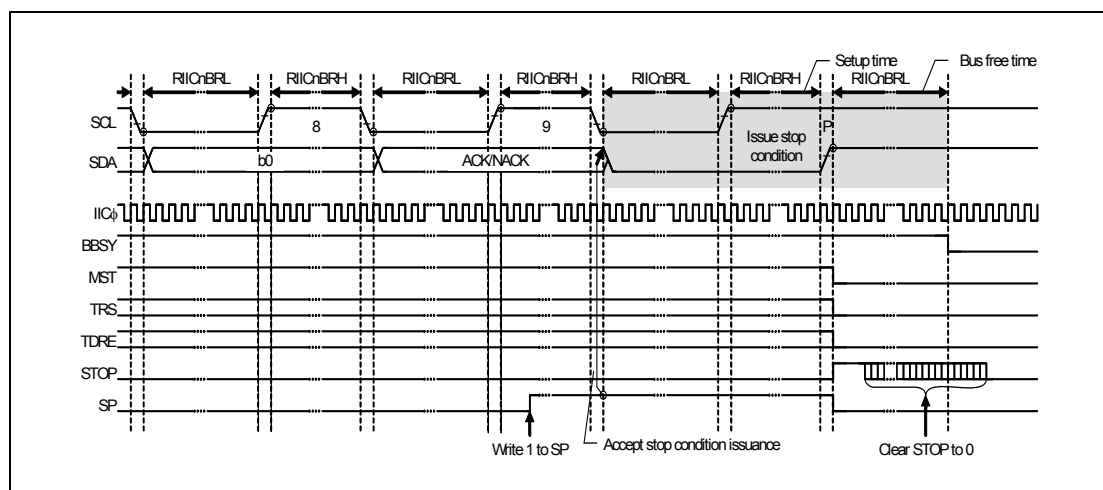 Setup time
Bus free time
RIICnBRL
RIICnBRH
RIICnBRL
RIICnBRH
RIICnBRL
RIICnBRH
RIICnBRL
SCL
8
9
Issue stop
condition
P
SDA
b0
ACK/NACK
IICϕ
BBSY
MST
TRS
TDRE
STOP
SP
Write 1 to SP
Accept stop condition issuance
Clear STOP to 0